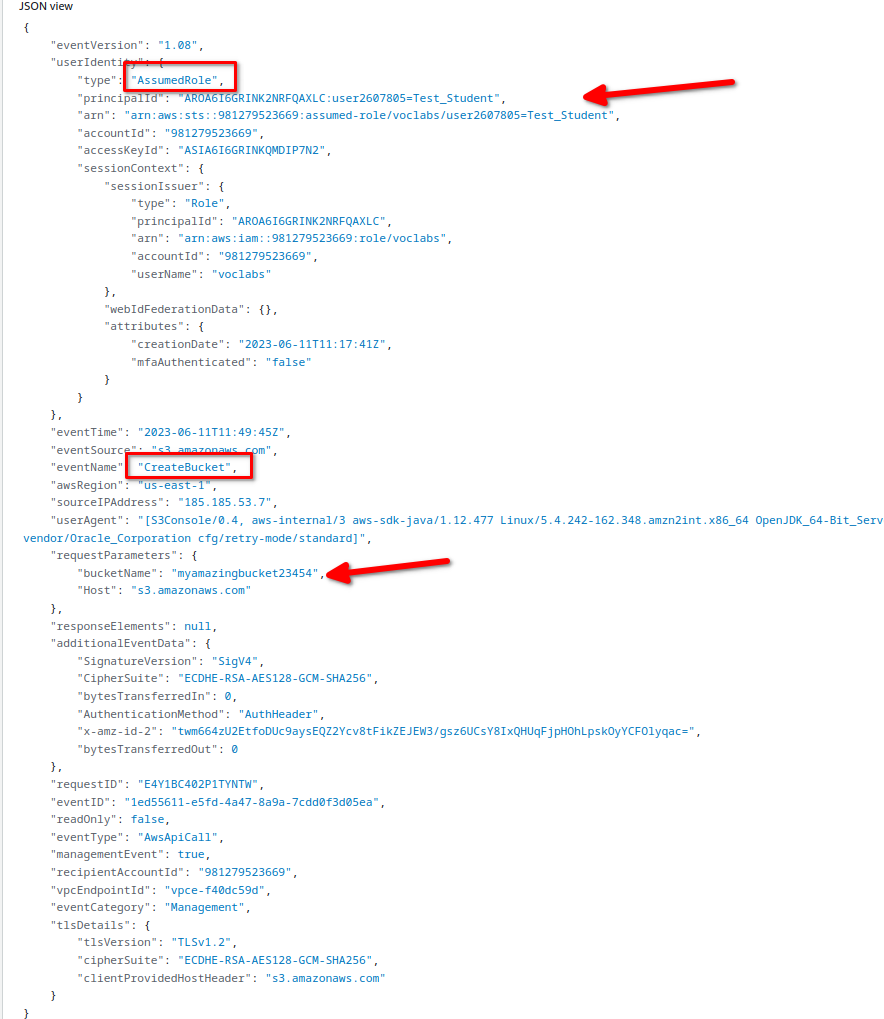 JSON view
{
    "eventVersion": "1.08",
    "userIdentity": {
        "type": "AssumedRole",
        "principalId": "AROA6I6GRINK2NRFQAXLC:user2607805=Test_Student",
        "arn": "arn:aws:sts::981279523669:assumed-role/voclabs/user2607805=Test_Student",
        "accountId": "981279523669",
        "accessKeyId": "ASIA6I6GRINKQMDIP7N2",
        "sessionContext": {
            "sessionIssuer": {
                "type": "Role",
                "principalId": "AROA6I6GRINK2NRFQAXLC",
                "arn": "arn:aws:iam::981279523669:role/voclabs",
                "accountId": "981279523669",
                "userName": "voclabs"
            },
            "webIdFederationData": {},
            "attributes": {
                "creationDate": "2023-06-11T11:17:41Z",
                "mfaAuthenticated": "false"
            }
        }
    },
    "eventTime": "2023-06-11T11:49:45Z",
    "eventSource": "s3.amazonaws.com",
    "eventName": "CreateBucket",
    "awsRegion": "us-east-1",
    "sourceIPAddress": "185.185.53.7",
    "userAgent": "[S3Console/0.4, aws-internal/3 aws-sdk-java/1.12.477 Linux/5.4.242-162.348.amzn2int.x86_64 OpenJDK_64-Bit_Serv
vendor/Oracle_Corporation cfg/retry-mode/standard]",
    "requestParameters": {
        "bucketName": "myamazingbucket23454",
        "Host": "s3.amazonaws.com"
    },
    "responseElements": null,
    "additionalEventData": {
        "SignatureVersion": "SigV4",
        "CipherSuite": "ECDHE-RSA-AES128-GCM-SHA256",
        "bytesTransferredIn": 0,
        "AuthenticationMethod": "AuthHeader",
        "x-amz-id-2": "twm664zU2EtfoDUc9aysEQZ2Ycv8tFikZEJEW3/gsz6UCsY8IxQHUqFjpHOhLpskOyYCFOlyqac=",
        "bytesTransferredOut": 0
    },
    "requestID": "E4Y1BC402P1TYNTW",
    "eventID": "1ed55611-e5fd-4a47-8a9a-7cdd0f3d05ea",
    "readOnly": false,
    "eventType": "AwsApiCall",
    "managementEvent": true,
    "recipientAccountId": "981279523669",
    "vpcEndpointId": "vpce-f40dc59d",
    "eventCategory": "Management",
    "tlsDetails": {
        "tlsVersion": "TLSv1.2",
        "cipherSuite": "ECDHE-RSA-AES128-GCM-SHA256",
        "clientProvidedHostHeader": "s3.amazonaws.com"
    }
}